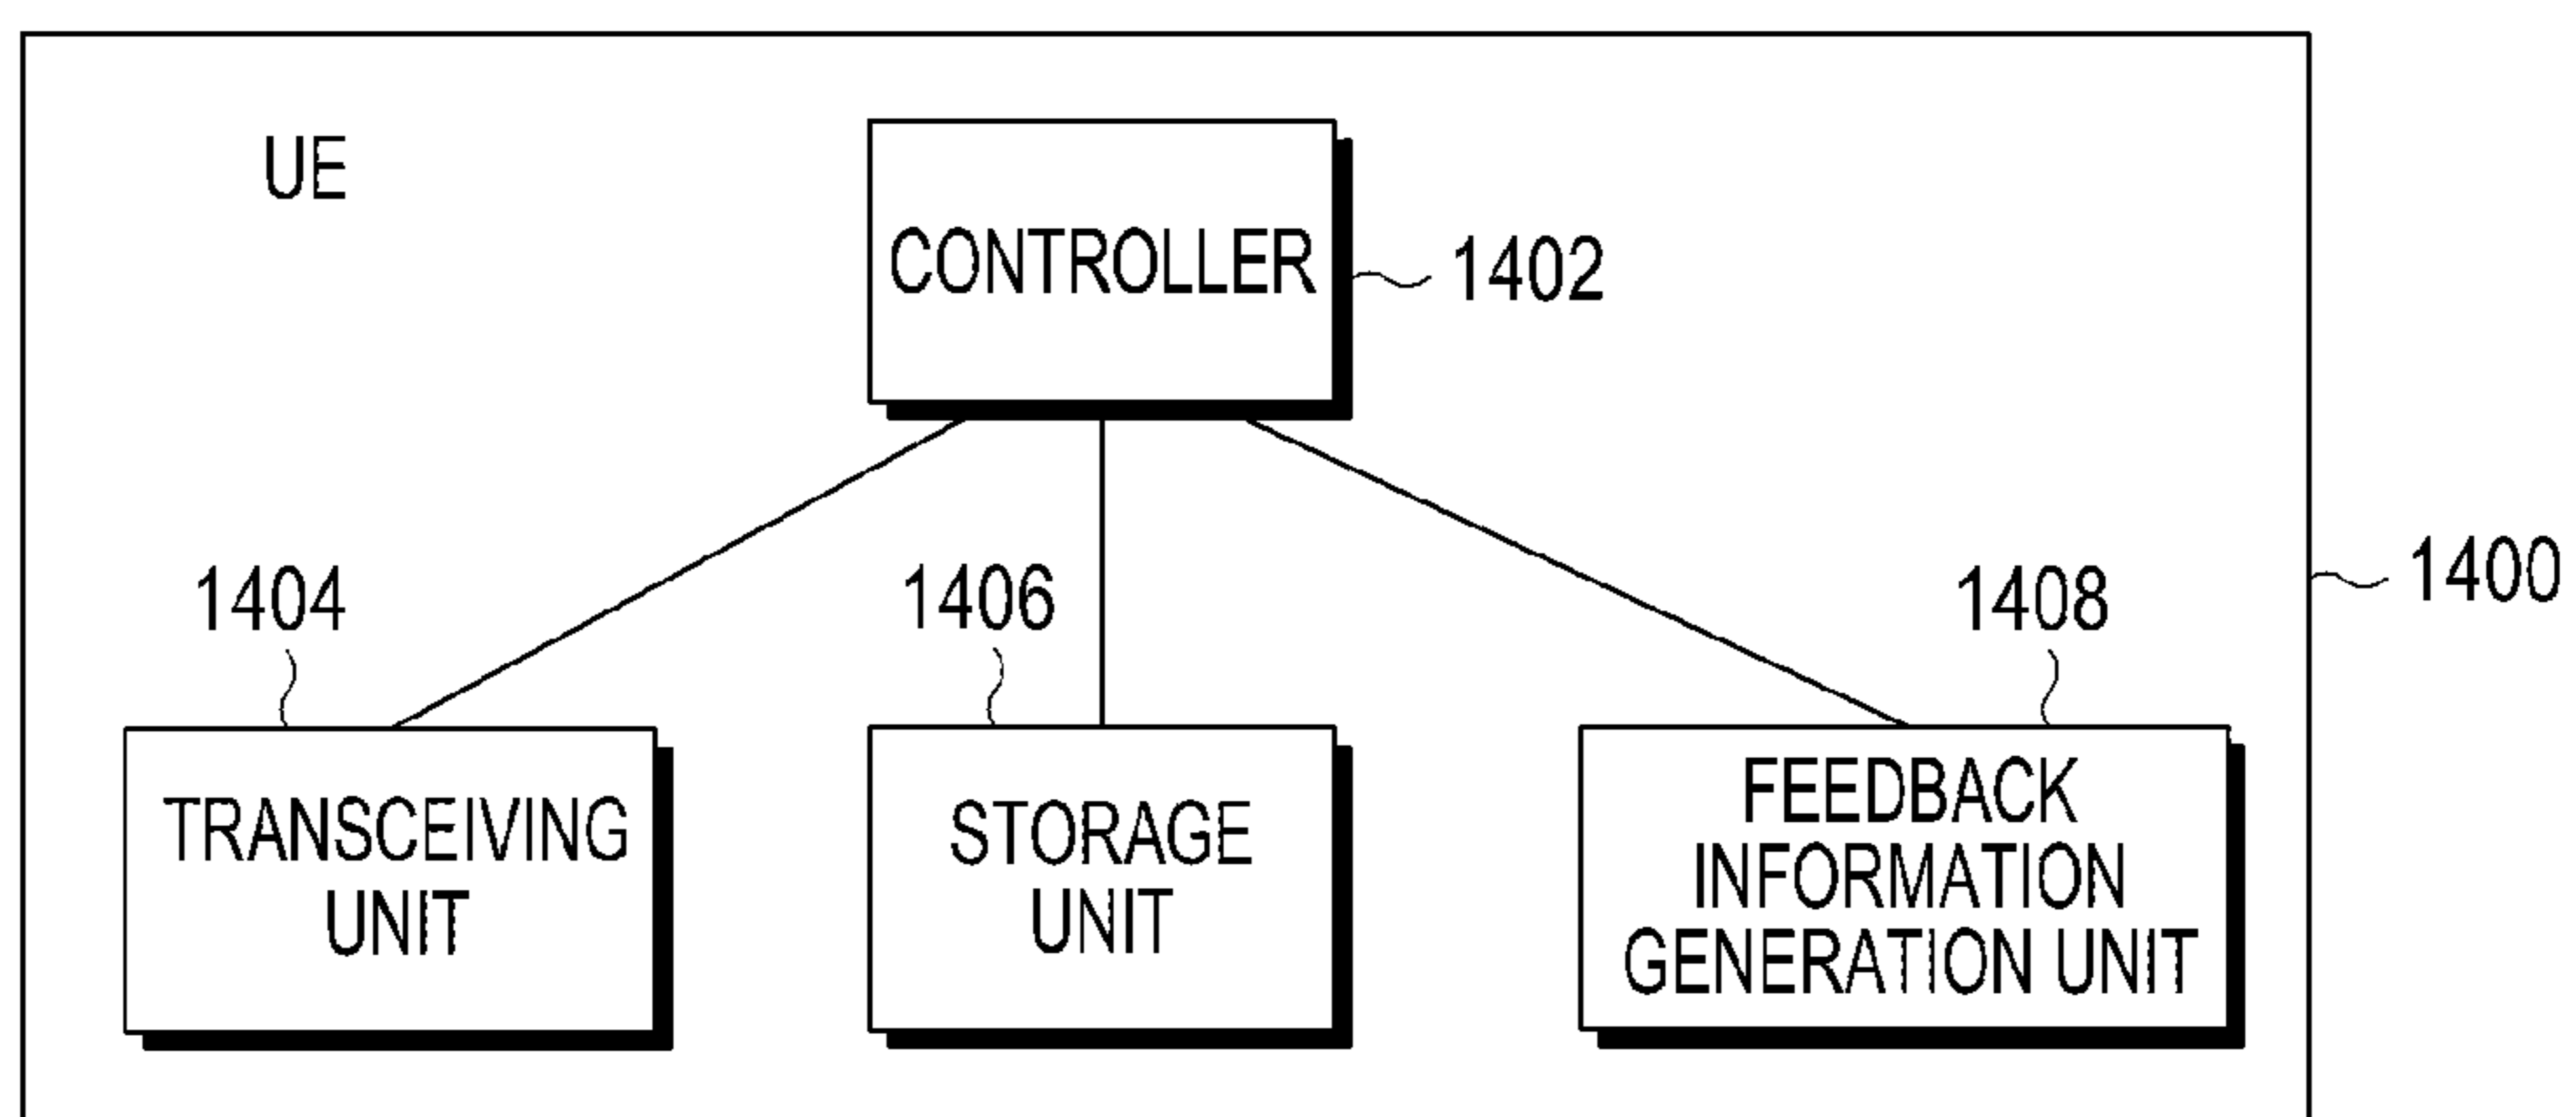 UE
CONTROLLER
1402
1400
1404
1406
1408
TRANSCEIVING
UNIT
STORAGE
UNIT
FEEDBACK
INFORMATION
GENERATION UNIT